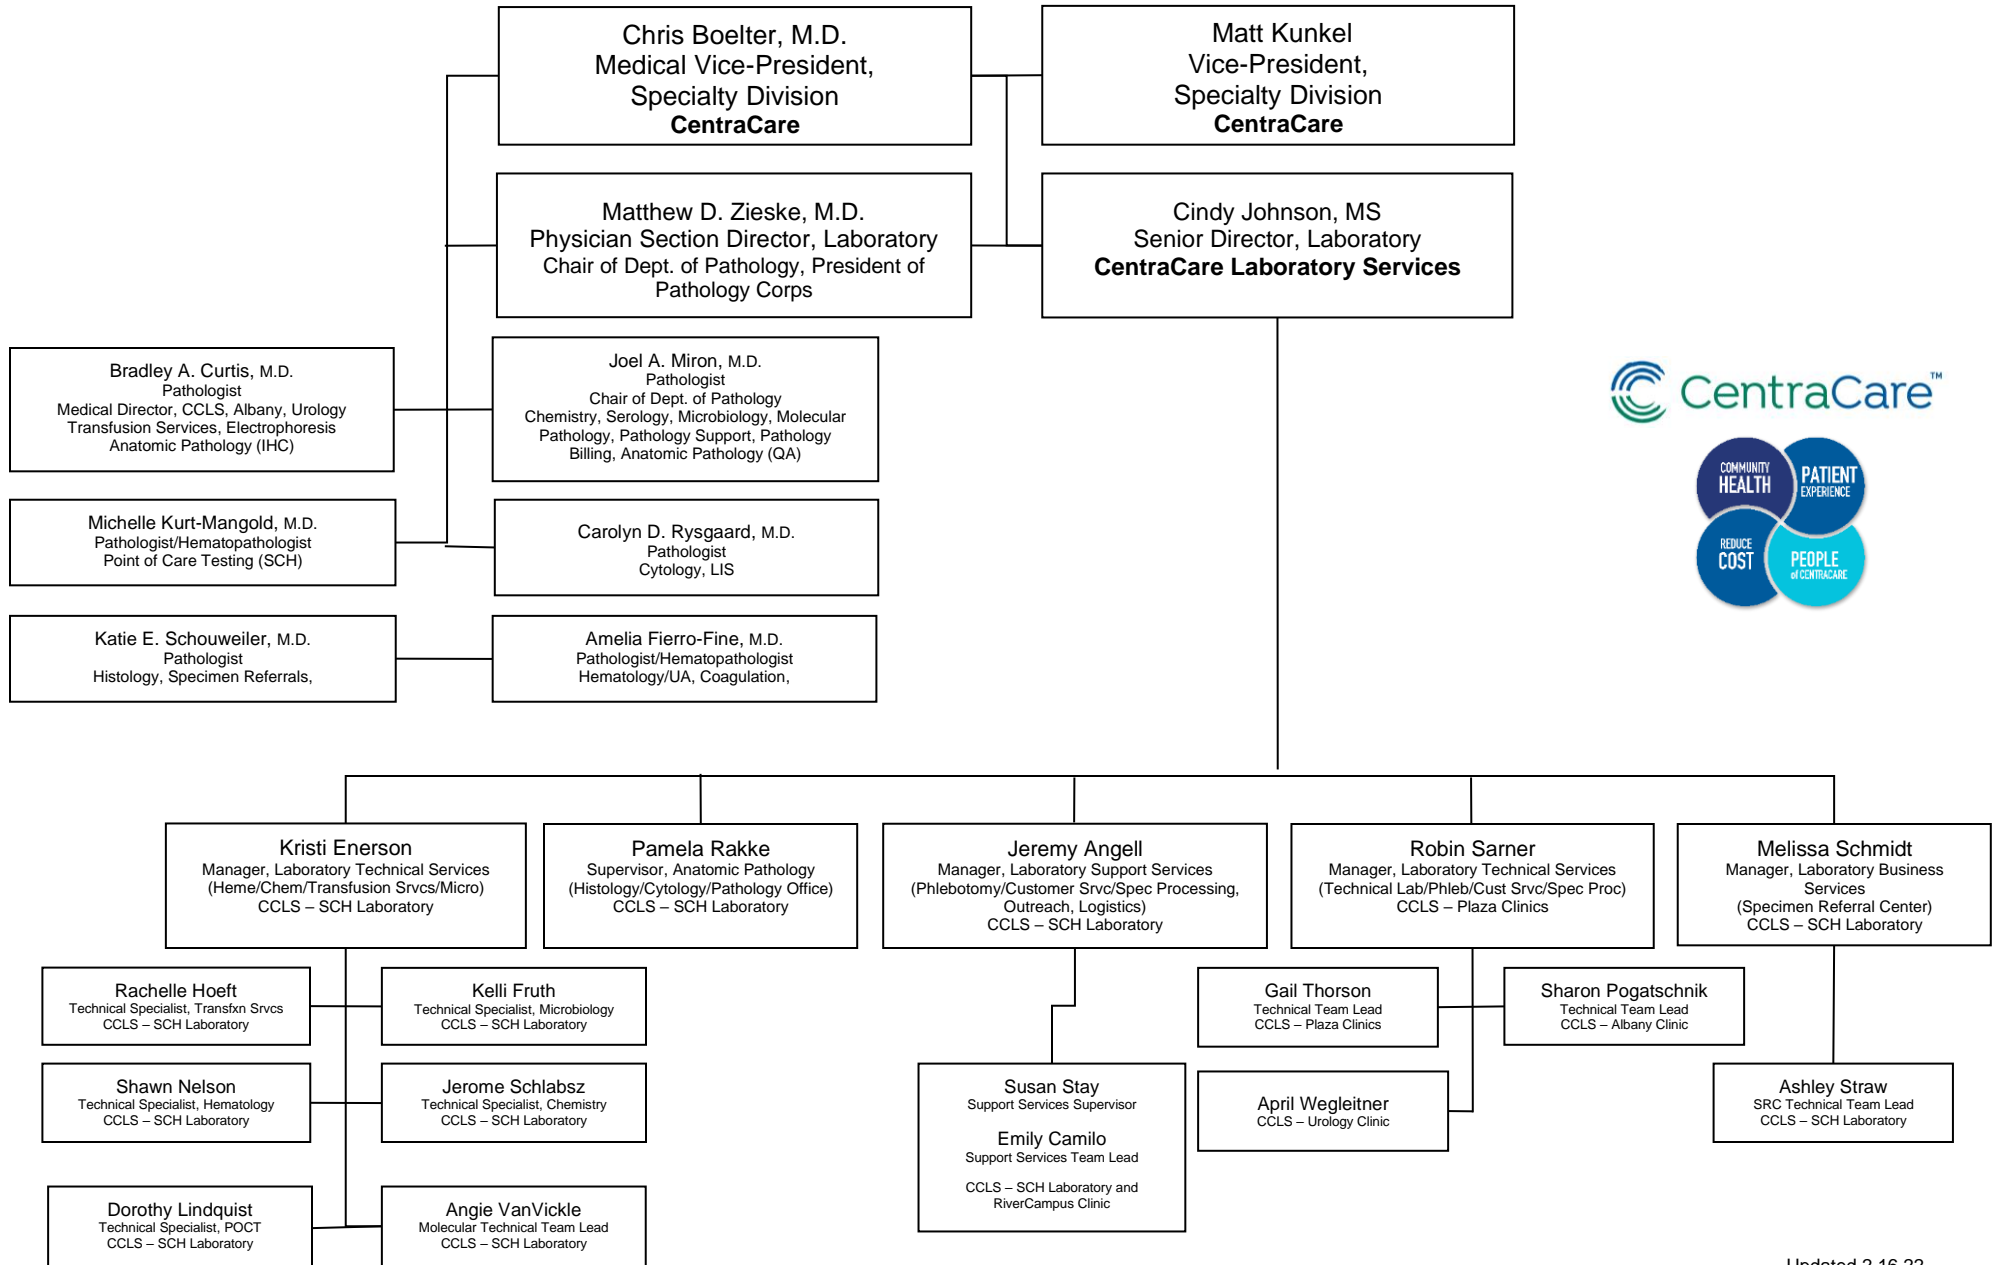 Chris Boelter, M.D.
Medical Vice-President,
Specialty Division
CentraCare
Matt Kunkel
Vice-President,
Specialty Division
CentraCare
Matthew D. Zieske, M.D.
Physician Section Director, Laboratory
Chair of Dept. of Pathology, President of
Pathology Corps
Cindy Johnson, MS
Senior Director, Laboratory
CentraCare Laboratory Services
Bradley A. Curtis, M.D.
Pathologist
Medical Director, CCLS, Albany, Urology
Transfusion Services, Electrophoresis
Anatomic Pathology (IHC)
Joel A. Miron, M.D.
Pathologist
Chair of Dept. of Pathology
Chemistry, Serology, Microbiology, Molecular
Pathology, Pathology Support, Pathology
Billing, Anatomic Pathology (QA)
CentraCare™
COMMUNITY
HEALTH
PATIENT
EXPERIENCE
REDUCE
COST
PEOPLE
of CENTRACARE
Michelle Kurt-Mangold, M.D.
Pathologist/Hematopathologist
Point of Care Testing (SCH)
Carolyn D. Rysgaard, M.D.
Pathologist
Cytology, LIS
Katie E. Schouweiler, M.D.
Pathologist
Histology, Specimen Referrals,
Amelia Fierro-Fine, M.D.
Pathologist/Hematopathologist
Hematology/UA, Coagulation,
Kristi Enerson
Manager, Laboratory Technical Services
(Heme/Chem/Transfusion Srvcs/Micro)
CCLS – SCH Laboratory
Pamela Rakke
Supervisor, Anatomic Pathology
(Histology/Cytology/Pathology Office)
CCLS – SCH Laboratory
Jeremy Angell
Manager, Laboratory Support Services
(Phlebotomy/Customer Srvc/Spec Processing,
Outreach, Logistics)
CCLS – SCH Laboratory
Robin Sarner
Manager, Laboratory Technical Services
(Technical Lab/Phleb/Cust Srvc/Spec Proc)
CCLS – Plaza Clinics
Melissa Schmidt
Manager, Laboratory Business
Services
(Specimen Referral Center)
CCLS – SCH Laboratory
Rachelle Hoeft
Technical Specialist, Transfxn Srvcs
CCLS – SCH Laboratory
Kelli Fruth
Technical Specialist, Microbiology
CCLS – SCH Laboratory
Gail Thorson
Technical Team Lead
CCLS – Plaza Clinics
Sharon Pogatschnik
Technical Team Lead
CCLS – Albany Clinic
Shawn Nelson
Technical Specialist, Hematology
CCLS – SCH Laboratory
Jerome Schlabsz
Technical Specialist, Chemistry
CCLS – SCH Laboratory
Susan Stay
Support Services Supervisor
Emily Camilo
Support Services Team Lead
CCLS – SCH Laboratory and
RiverCampus Clinic
April Wegleitner
CCLS – Urology Clinic
Ashley Straw
SRC Technical Team Lead
CCLS – SCH Laboratory
Dorothy Lindquist
Technical Specialist, POCT
CCLS – SCH Laboratory
Angie VanVickle
Molecular Technical Team Lead
CCLS – SCH Laboratory
Updated 2.16.22